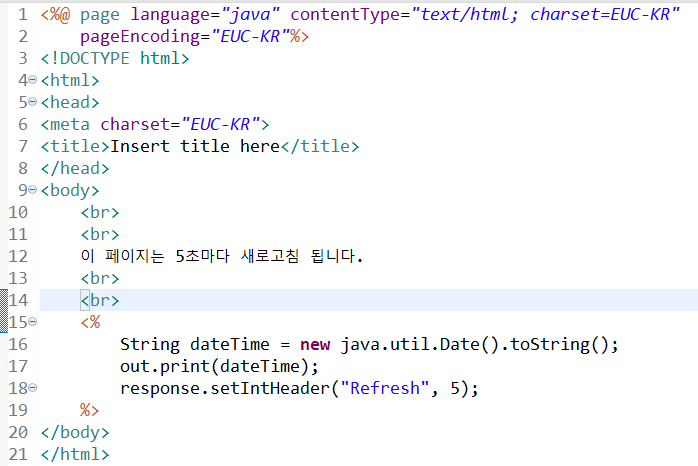 1 <%@ page language="java" contentType="text/html; charset=EUC-KR"
2     pageEncoding="EUC-KR"%>
3 <!DOCTYPE html>
4 <html>
5 <head>
6 <meta charset="EUC-KR">
7 <title>Insert title here</title>
8 </head>
9 <body>
10     <br>
11     <br>
12     이 페이지는 5초마다 새로고침 됩니다.
13     <br>
14     <br>
15     <%
16         String dateTime = new java.util.Date().toString();
17         out.print(dateTime);
18         response.setIntHeader("Refresh", 5);
19     %>
20 </body>
21 </html>